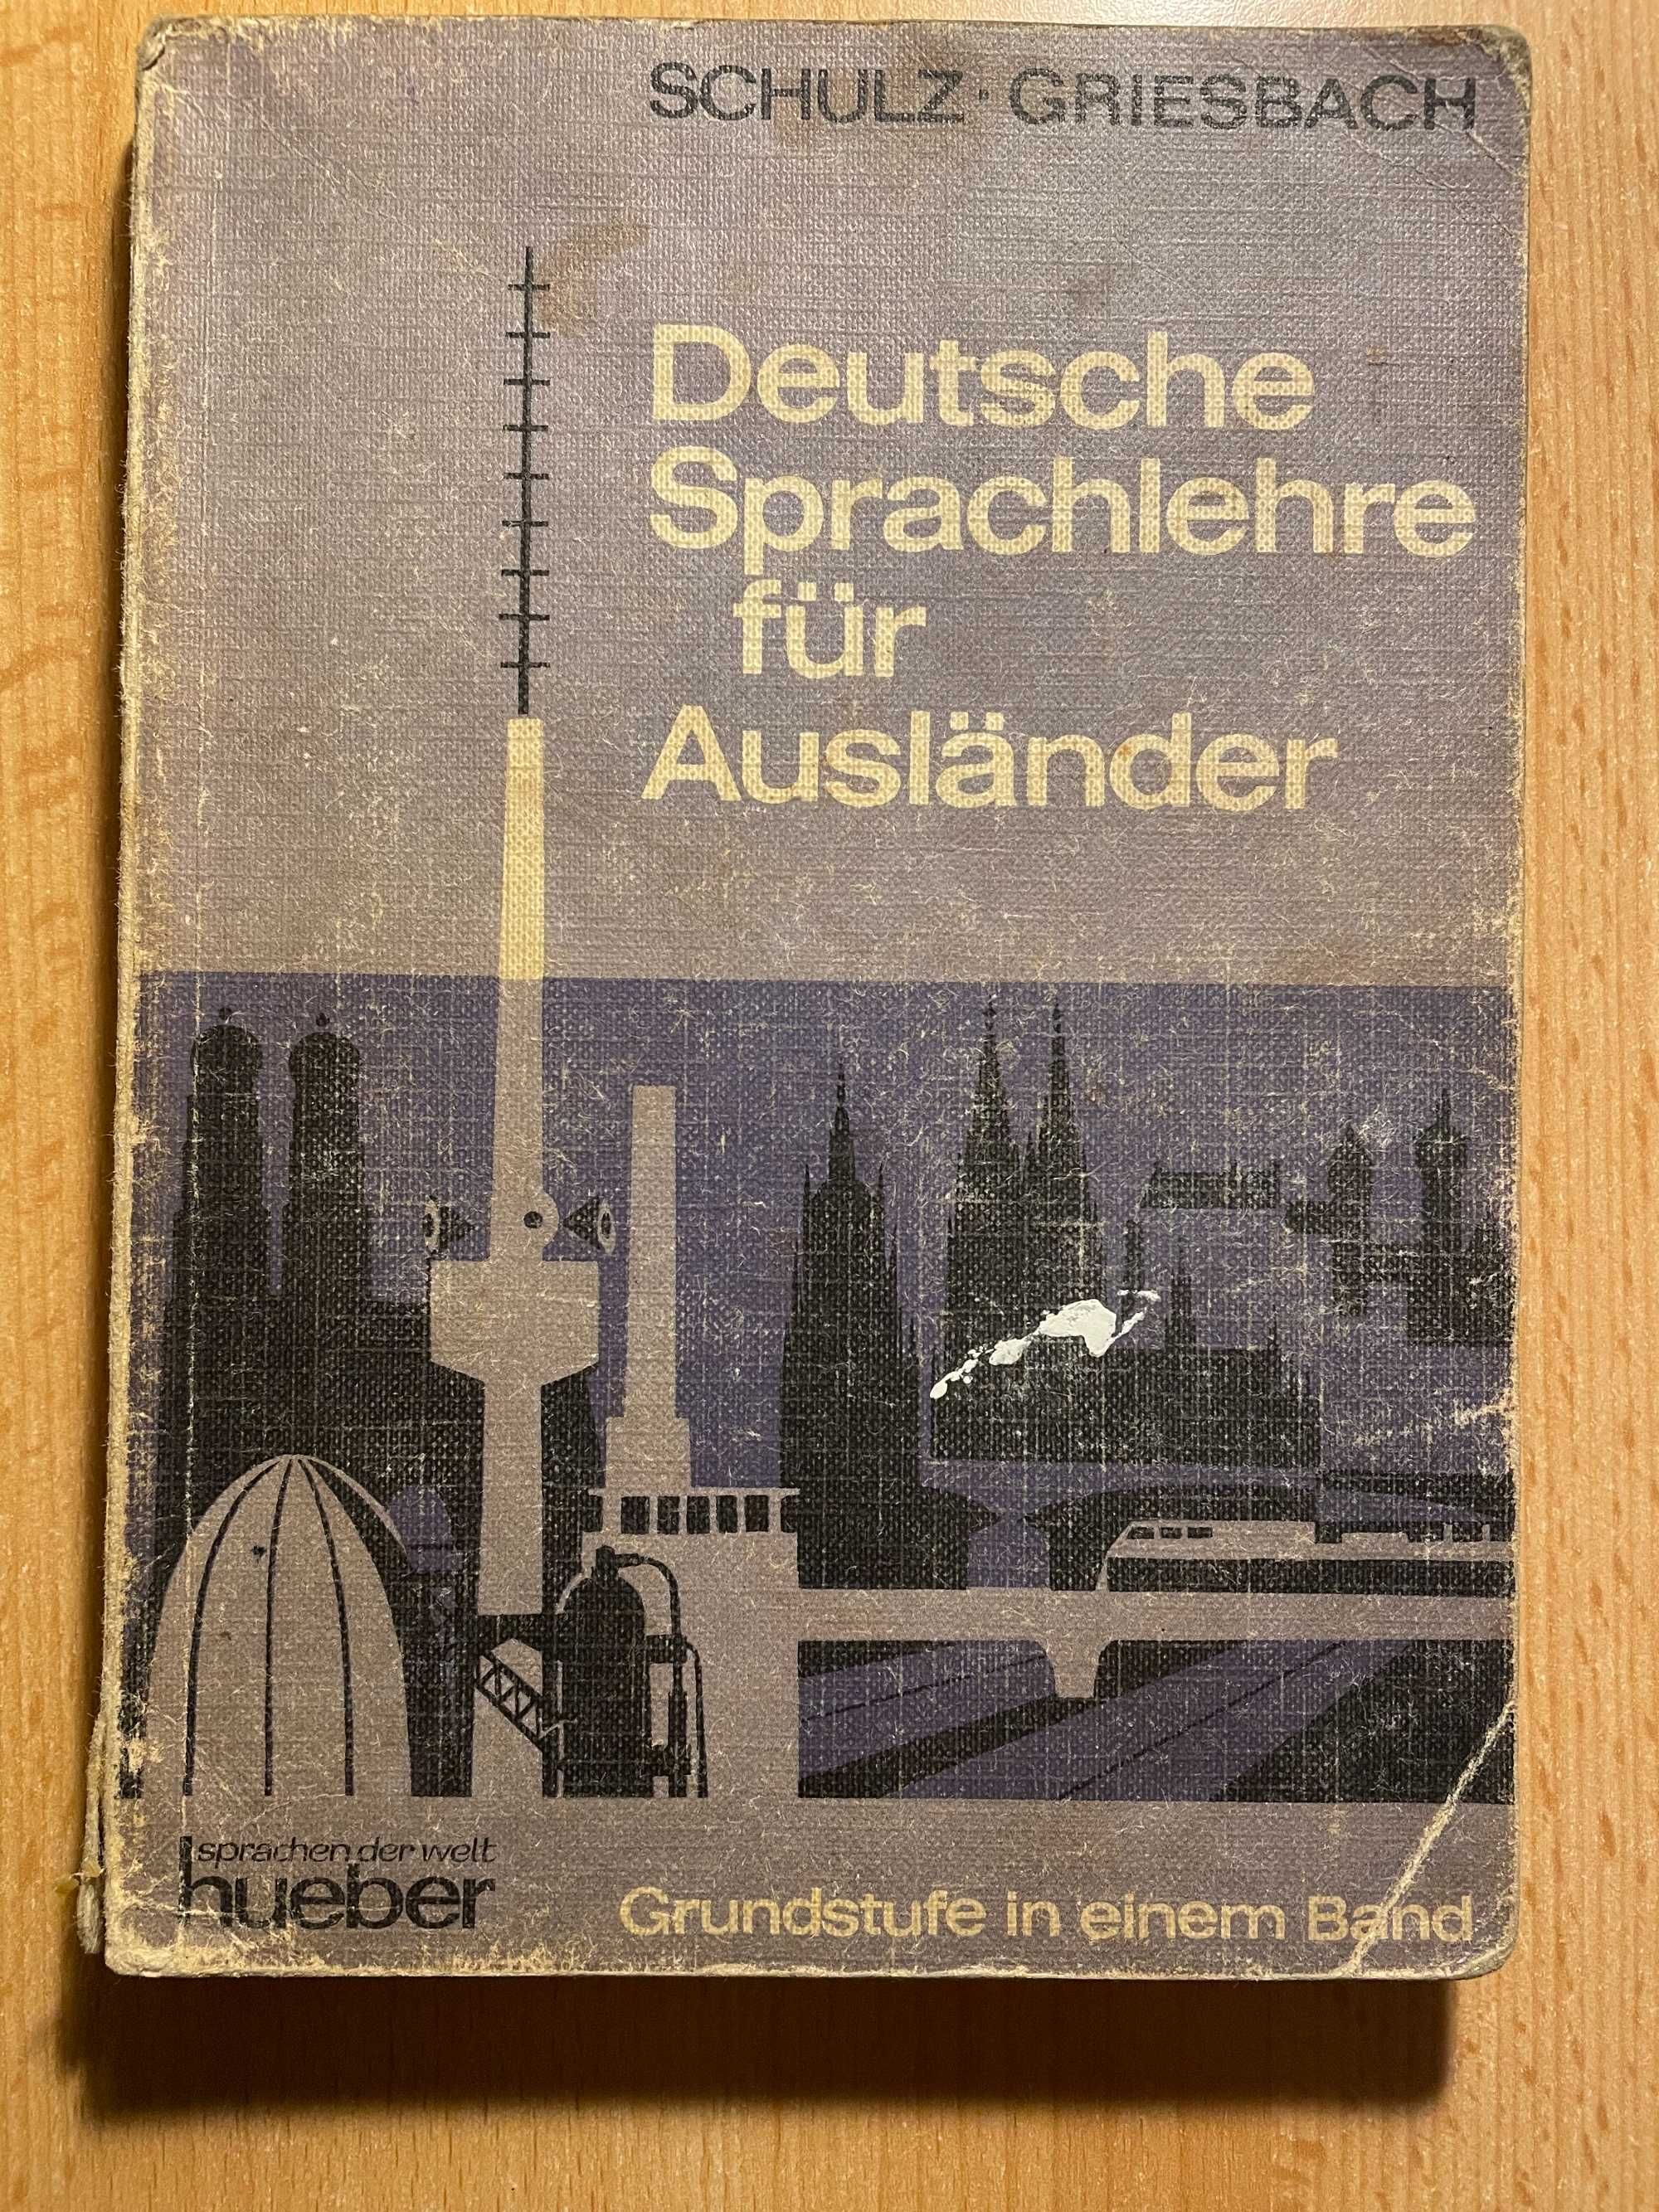 SCHULZ · GRIESBACH
Deutsche
Sprachlehre
für
Ausländer
sprachen der welt
hueber
Grundstufe in einem Band